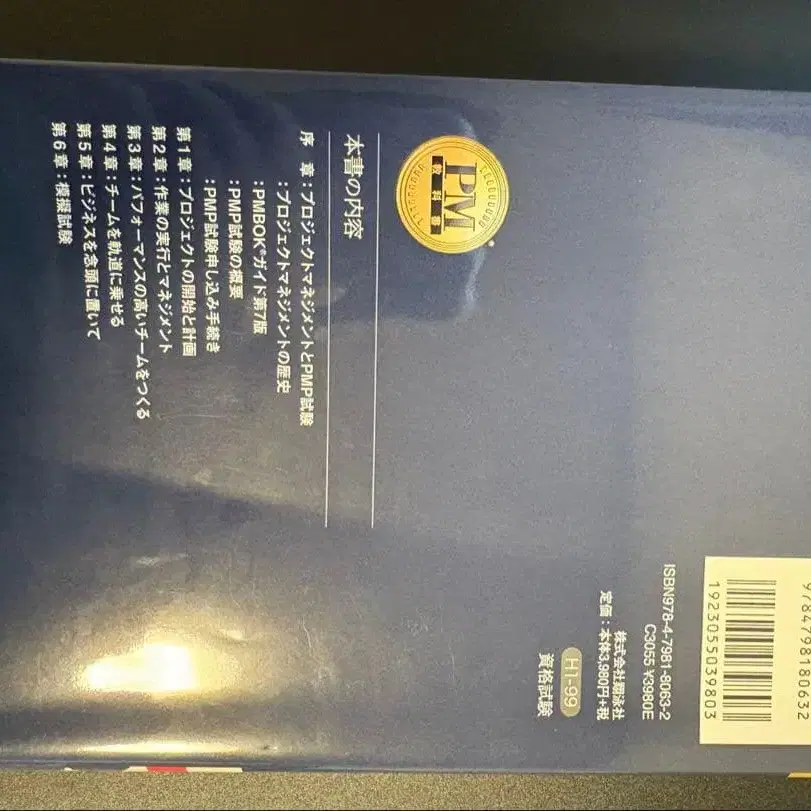 9784798180632
1923055039803
ISBN978-4-7981-8063-2
C3055 ¥3980E
株式会社翔泳社
定価:本体3,980円+税
H1-99
資格試験
PM
教科書
本書の内容
序 章:プロジェクトマネジメントとPMP試験
:プロジェクトマネジメントの歴史
:PMBOK®ガイド第7版
:PMP試験の概要
:PMP試験申し込み手続き
第1章:プロジェクトの開始と計画
第2章:作業の実行とマネジメント
第3章:パフォーマンスの高いチームをつくる
第4章:チームを軌道に乗せる
第5章:ビジネスを念頭に置いて
第6章:模擬試験